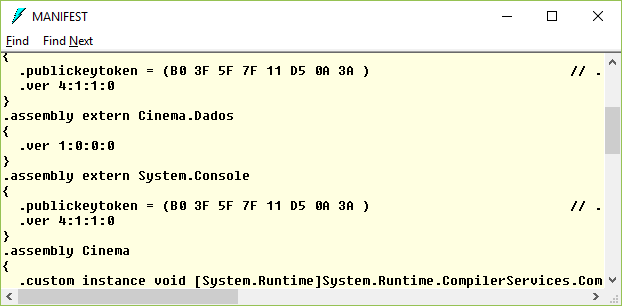 MANIFEST
Find Find Next
{
.publickeytoken = (B0 3F 5F 7F 11 D5 0A 3A ) // .
.ver 4:1:1:0
}
.assembly extern Cinema.Dados
{
.ver 1:0:0:0
}
.assembly extern System.Console
{
.publickeytoken = (B0 3F 5F 7F 11 D5 0A 3A ) // .
.ver 4:1:1:0
}
.assembly Cinema
{
.custom instance void [System.Runtime]System.Runtime.CompilerServices.Com